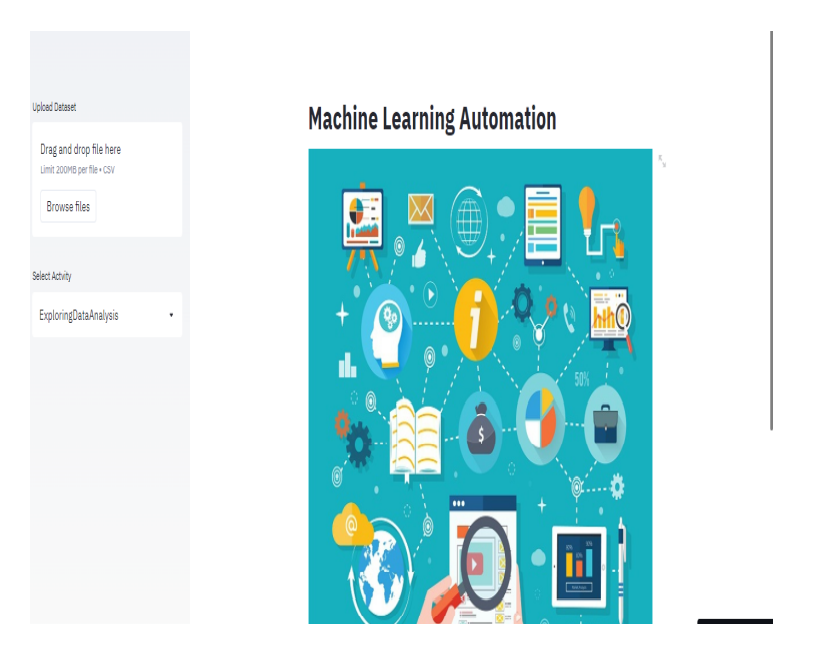 Upload Dataset
Drag and drop file here
Limit 200MB per file • CSV
Browse files
Select Activity
ExploringDataAnalysis
Machine Learning Automation
i
50%
$
@